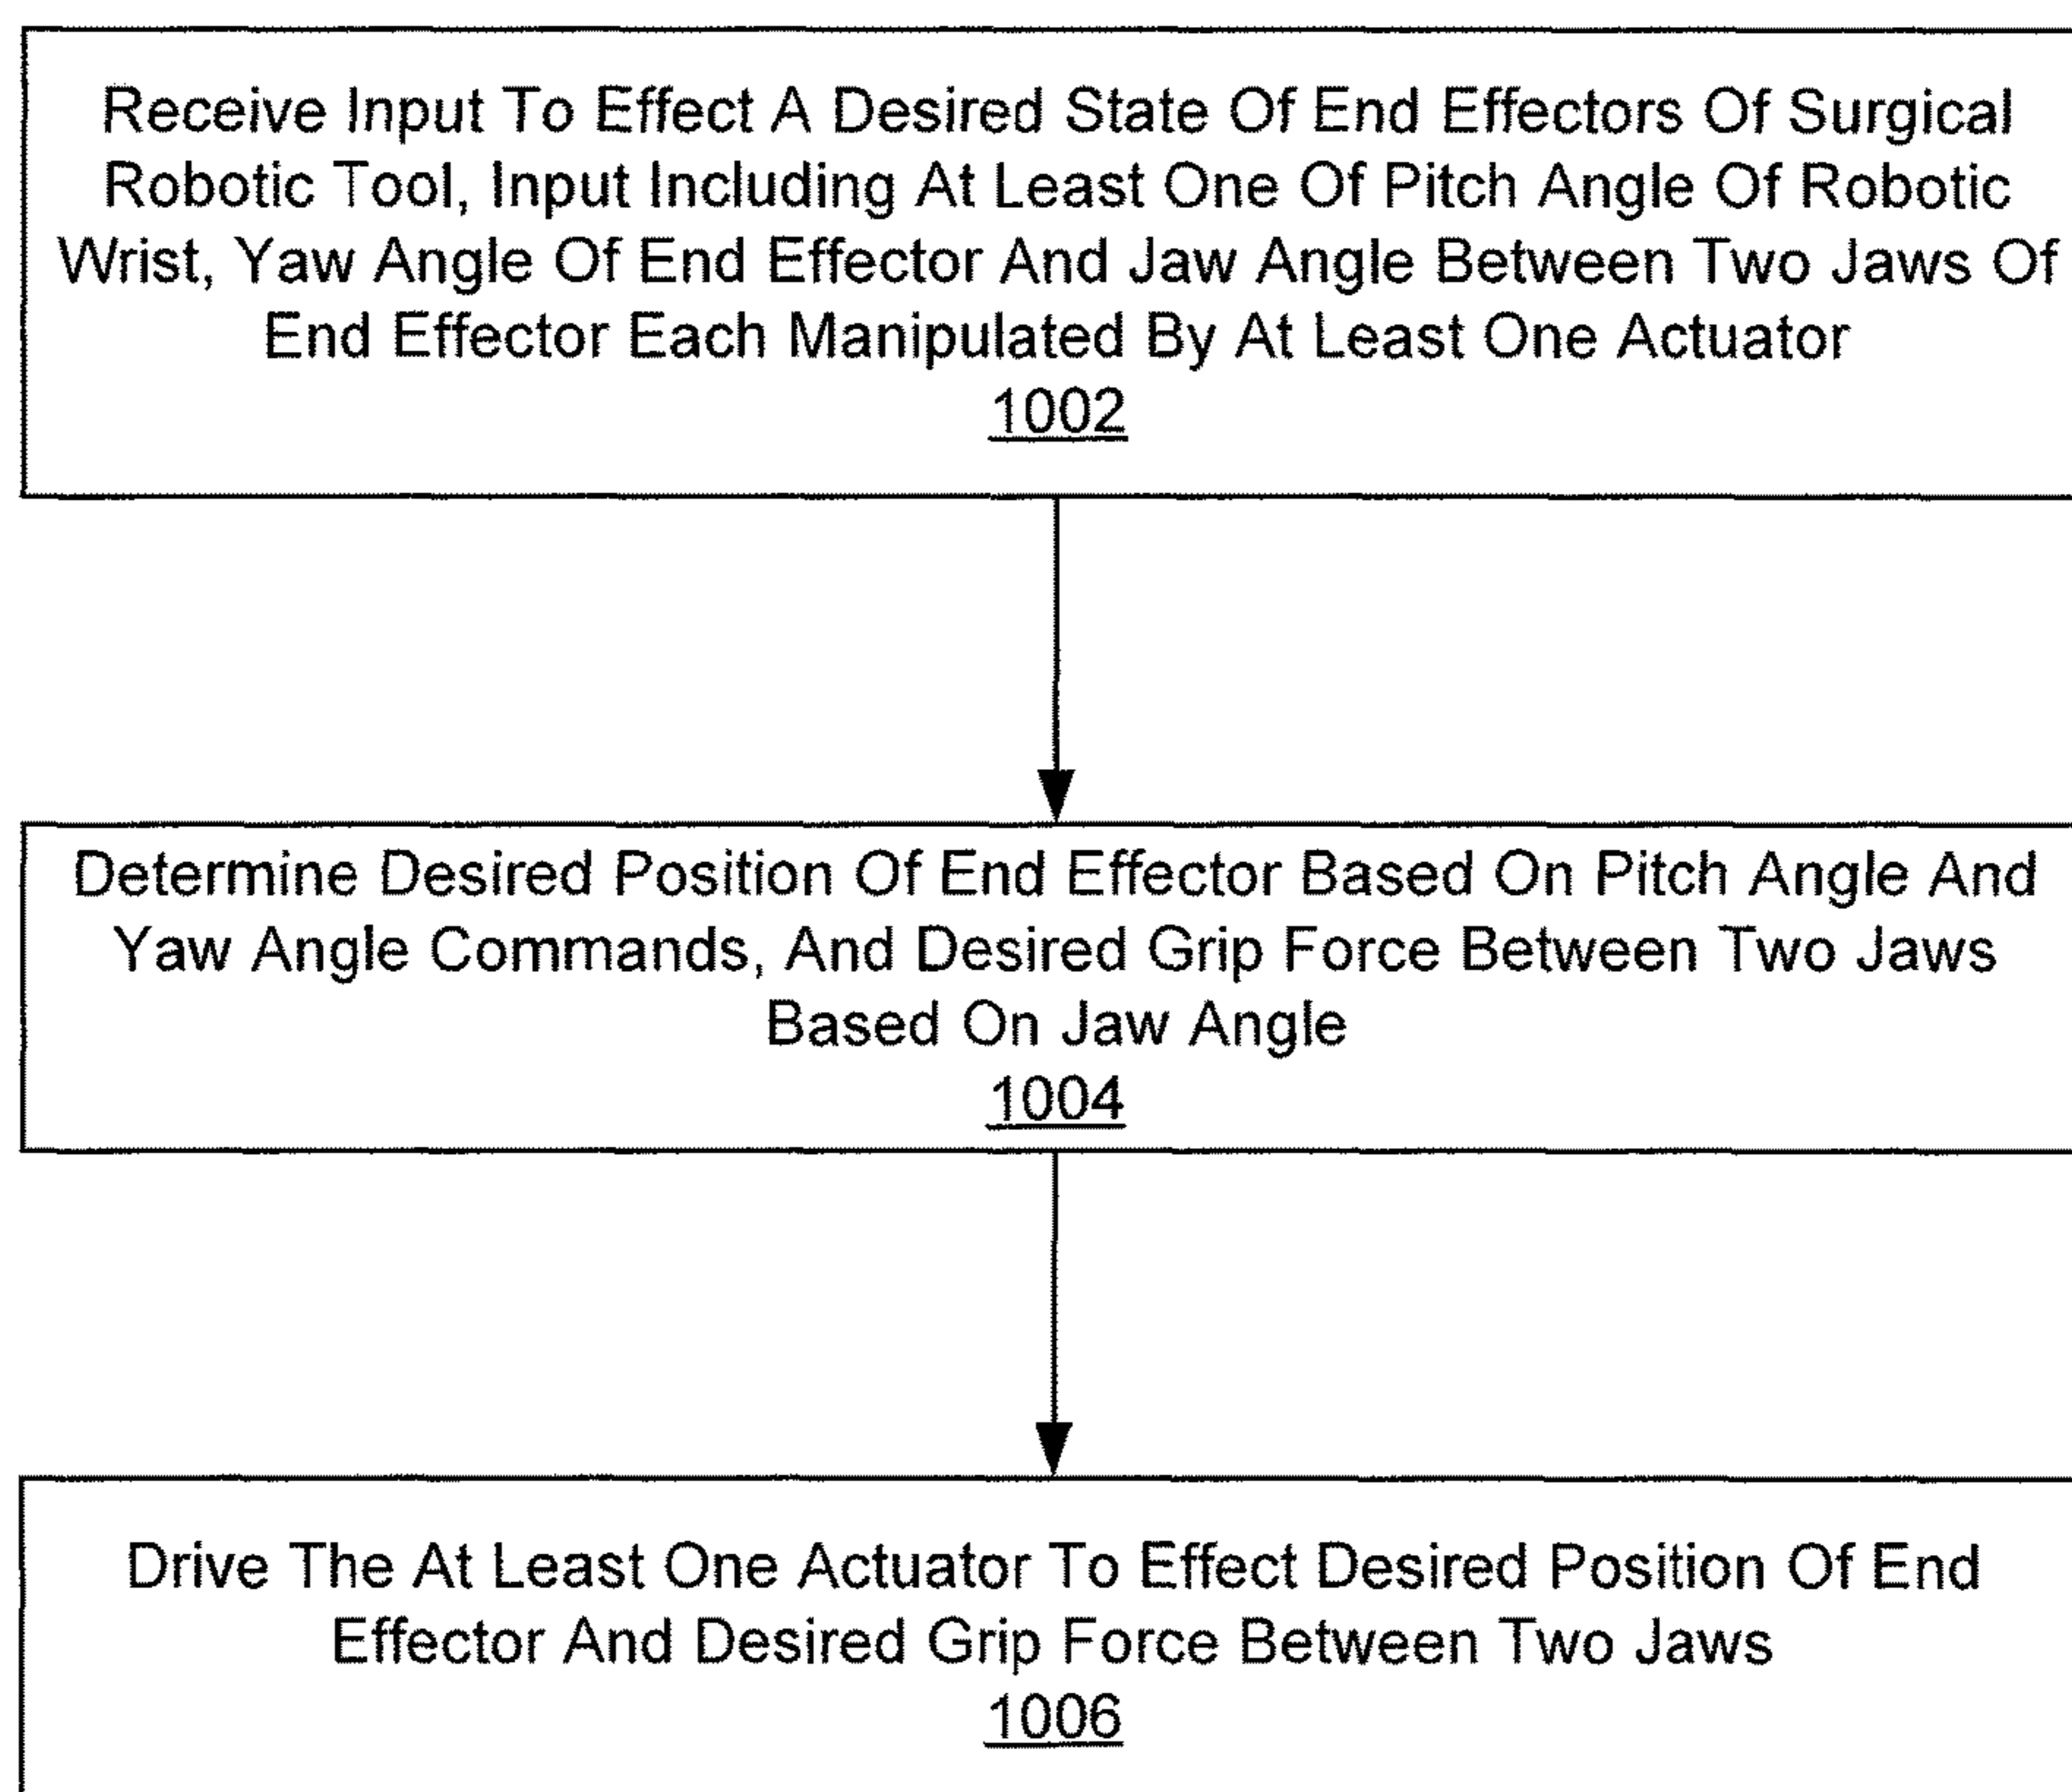 Receive Input To Effect A Desired State Of End Effectors Of Surgical
Robotic Tool, Input Including At Least One Of Pitch Angle Of Robotic
Wrist, Yaw Angle Of End Effector And Jaw Angle Between Two Jaws Of
End Effector Each Manipulated By At Least One Actuator
1002
Determine Desired Position Of End Effector Based On Pitch Angle And
Yaw Angle Commands, And Desired Grip Force Between Two Jaws
Based On Jaw Angle
1004
Drive The At Least One Actuator To Effect Desired Position Of End
Effector And Desired Grip Force Between Two Jaws
1006